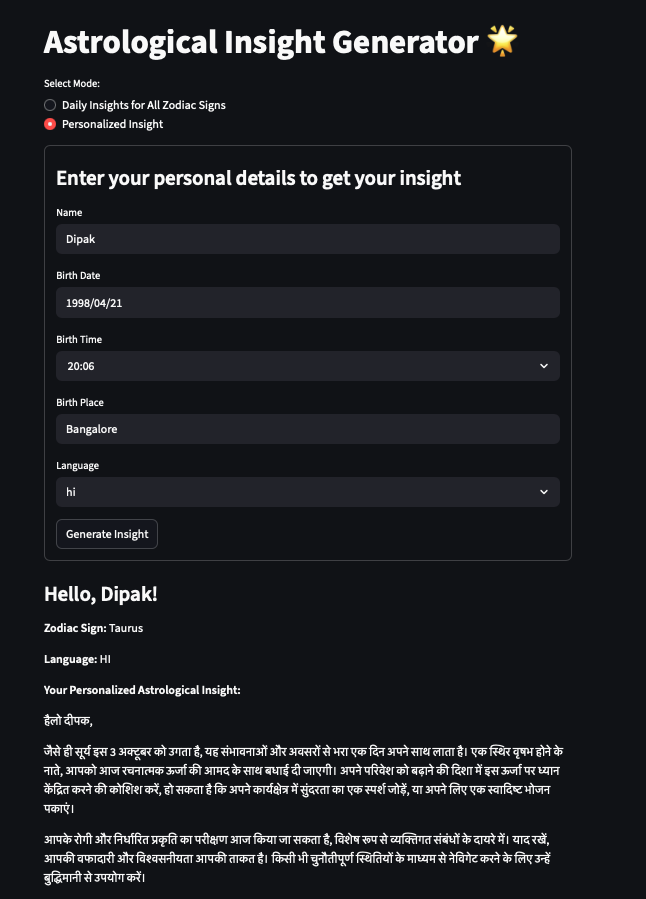 Astrological Insight Generator 🌟
Select Mode:
Daily Insights for All Zodiac Signs
Personalized Insight
Enter your personal details to get your insight
Name
Dipak
Birth Date
1998/04/21
Birth Time
20:06
Birth Place
Bangalore
Language
hi
Generate Insight
Hello, Dipak!
Zodiac Sign: Taurus
Language: HI
Your Personalized Astrological Insight:
हैलो दीपक,
जैसे ही सूर्य इस 3 अक्टूबर को उगता है, यह संभावनाओं और अवसरों से भरा एक दिन अपने साथ लाता है। एक स्थिर वृषभ होने के
नाते, आपको आज रचनात्मक ऊर्जा की आमद के साथ बधाई दी जाएगी। अपने परिवेश को बढ़ाने की दिशा में इस ऊर्जा पर ध्यान
केंद्रित करने की कोशिश करें, हो सकता है कि अपने कार्यक्षेत्र में सुंदरता का एक स्पर्श जोड़ें, या अपने लिए एक स्वादिष्ट भोजन
पकाएं।
आपके रोगी और निर्धारित प्रकृति का परीक्षण आज किया जा सकता है, विशेष रूप से व्यक्तिगत संबंधों के दायरे में। याद रखें,
आपकी वफादारी और विश्वसनीयता आपकी ताकत है। किसी भी चुनौतीपूर्ण स्थितियों के माध्यम से नेविगेट करने के लिए उन्हें
बुद्धिमानी से उपयोग करें।